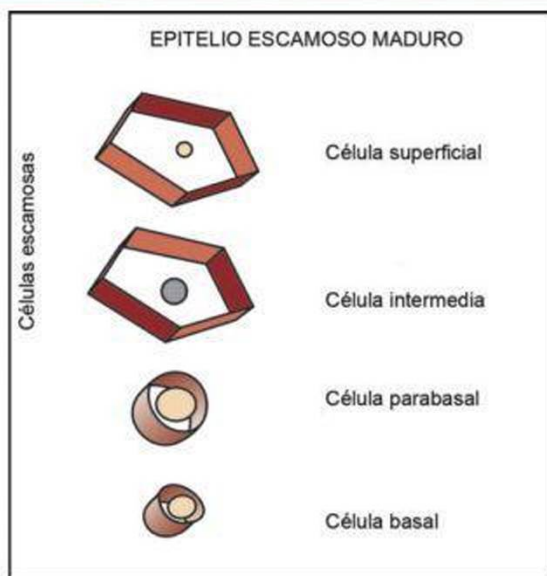 EPITELIO ESCAMOSO MADURO
Células escamosas
Célula superficial
Célula intermedia
Célula parabasal
Célula basal